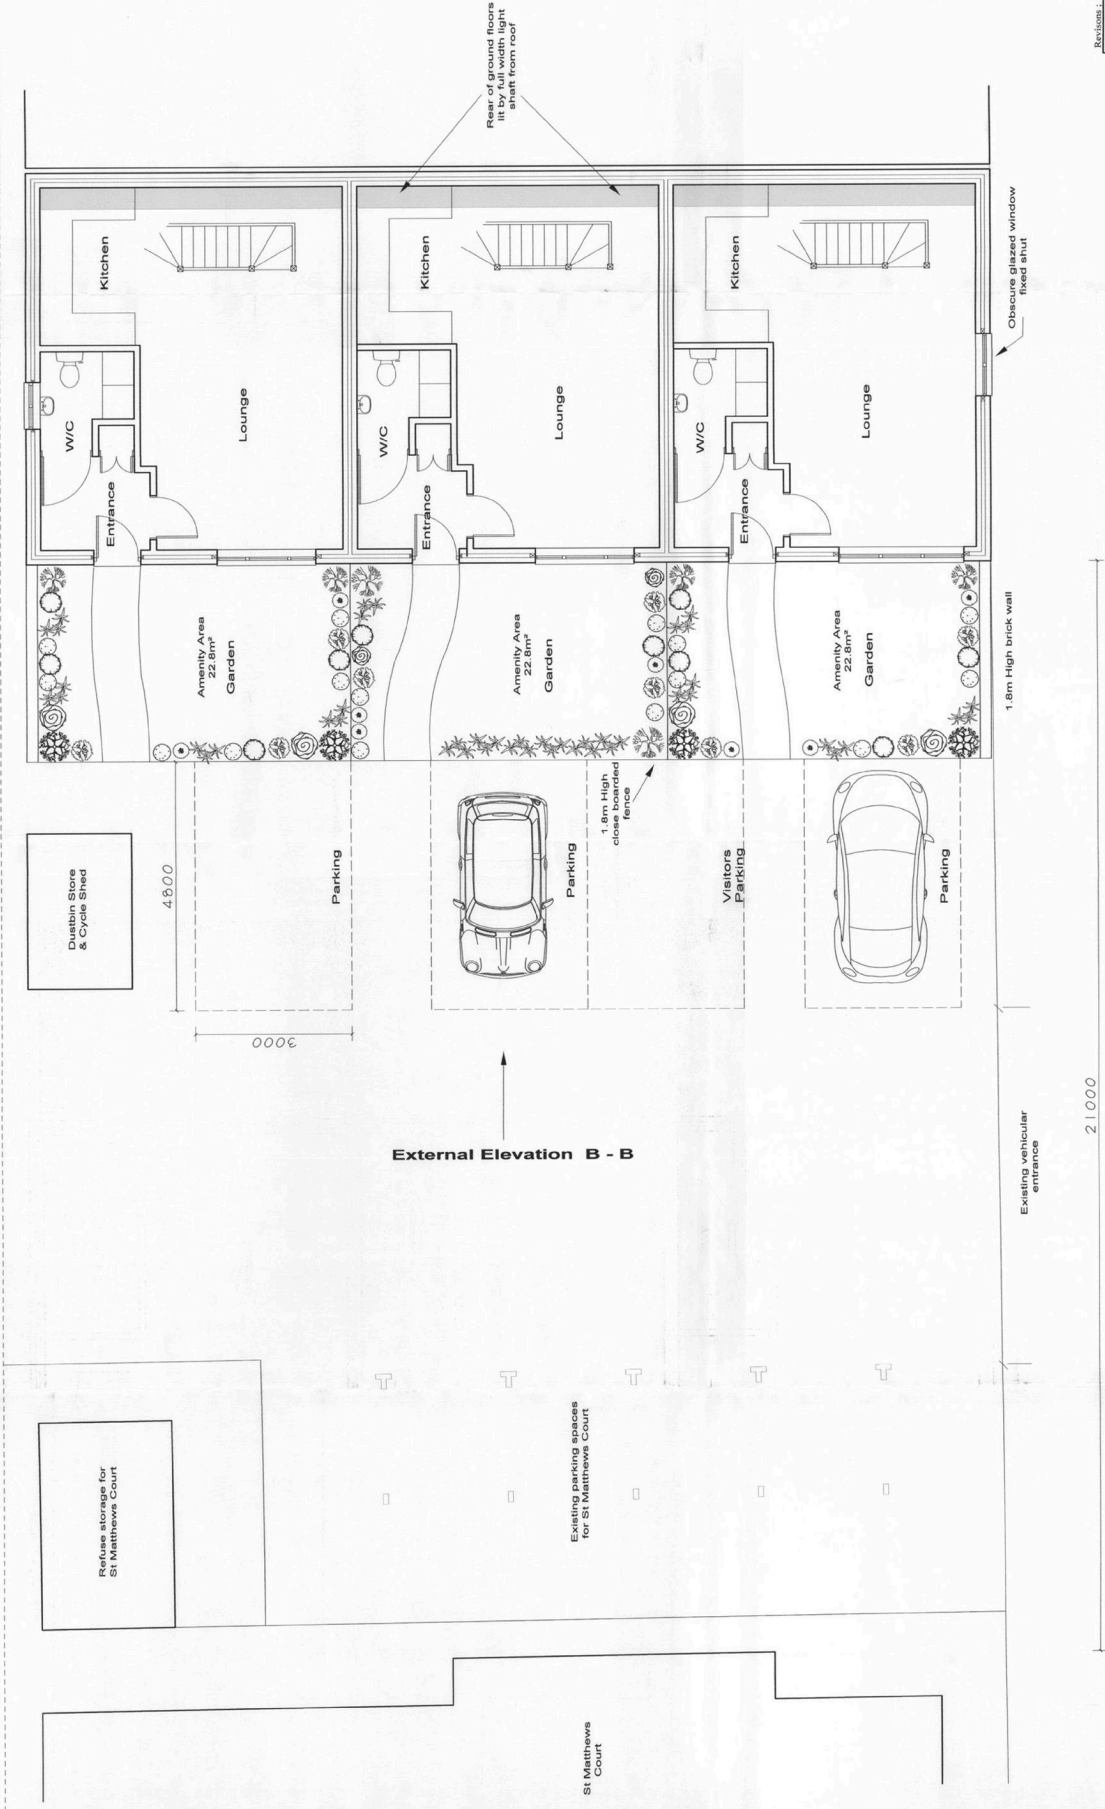 Revisons :
Rear of ground floors
lit by full width light
shaft from roof
Kitchen
Kitchen
Kitchen
Obscure glazed window
fixed shut
W/C
Lounge
W/C
Lounge
W/C
Lounge
Entrance
Entrance
Entrance
Amenity Area
22.8m²
Garden
Amenity Area
22.8m²
Garden
Amenity Area
22.8m²
Garden
1.8m High brick wall
1.8m High
close boarded
fence
Dustbin Store
& Cycle Shed
4800
Parking
Parking
Visitors
Parking
Parking
3000
External Elevation B - B
21000
Existing vehicular
entrance
Refuse storage for
St Matthews Court
Existing parking spaces
for St Matthews Court
St Matthews
Court